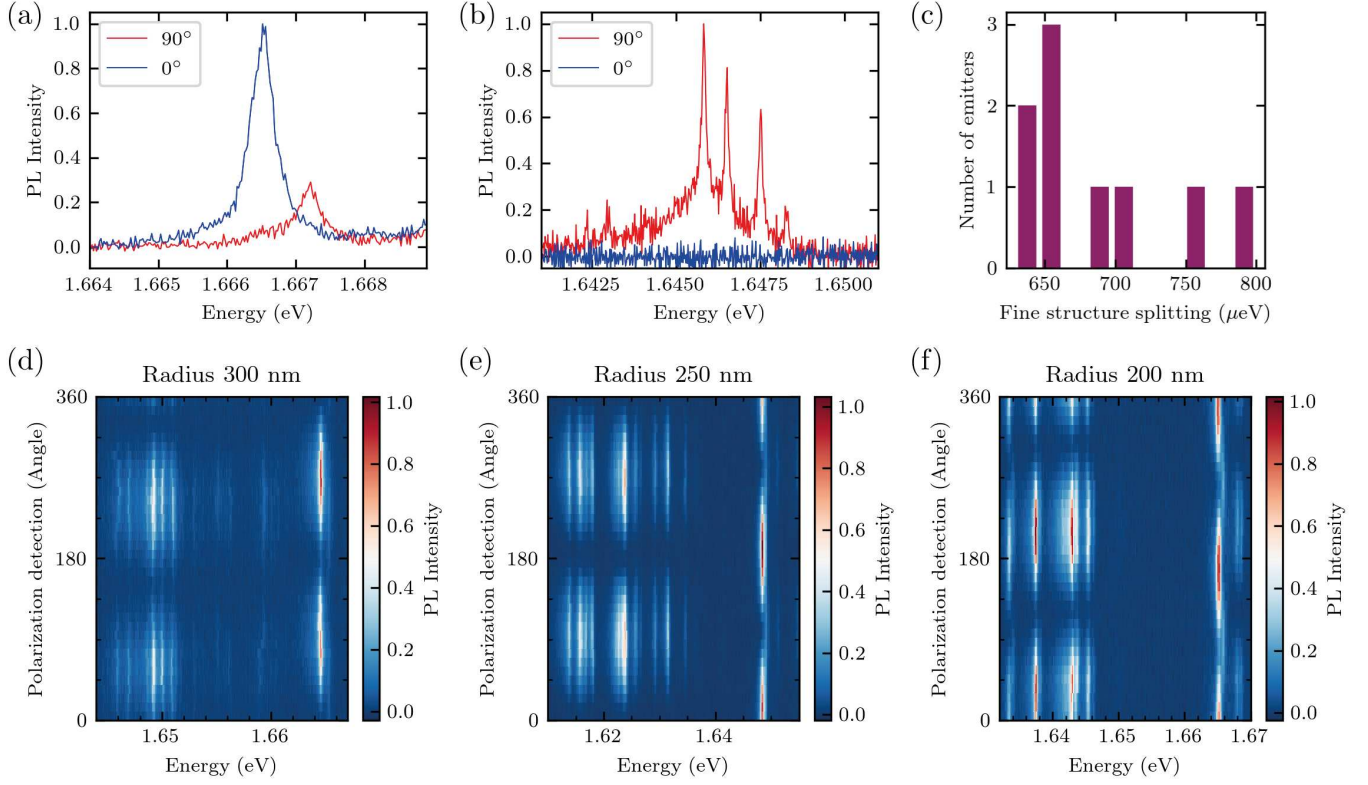 (a)
1.0
0.8
0.6
0.4
0.2
0.0
PL Intensity
90°
0°
1.664
1.665
1.666
1.667
1.668
Energy (eV)
(b)
1.0
0.8
0.6
0.4
0.2
0.0
PL Intensity
90°
0°
1.6425
1.6450
1.6475
1.6500
Energy (eV)
(c)
3
2
1
0
Number of emitters
650
700
750
800
Fine structure splitting (μeV)
(d)
Radius 300 nm
360
180
0
Polarization detection (Angle)
1.65
1.66
Energy (eV)
1.0
0.8
0.6
0.4
0.2
0.0
PL Intensity
(e)
Radius 250 nm
360
180
0
Polarization detection (Angle)
1.62
1.64
Energy (eV)
1.0
0.8
0.6
0.4
0.2
0.0
PL Intensity
(f)
Radius 200 nm
360
180
0
Polarization detection (Angle)
1.64
1.65
1.66
1.67
Energy (eV)
1.0
0.8
0.6
0.4
0.2
0.0
PL Intensity